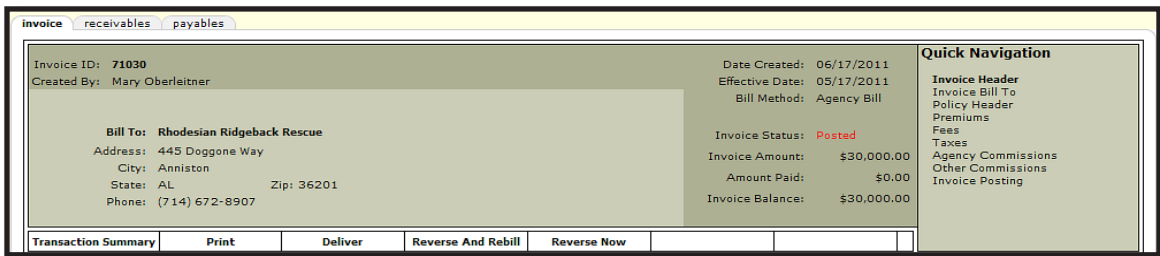 invoice receivables payables
Invoice ID: 71030
Created By: Mary Oberleitner
Bill To: Rhodesian Ridgeback Rescue
Address: 445 Doggone Way
City: Anniston
State: AL Zip: 36201
Phone: (714) 672-8907
Date Created: 06/17/2011
Effective Date: 05/17/2011
Bill Method: Agency Bill
Invoice Status: Posted
Invoice Amount: $30,000.00
Amount Paid: $0.00
Invoice Balance: $30,000.00
Transaction Summary Print Deliver Reverse And Rebill Reverse Now
Quick Navigation
Invoice Header
Invoice Bill To
Policy Header
Premiums
Fees
Taxes
Agency Commissions
Other Commissions
Invoice Posting